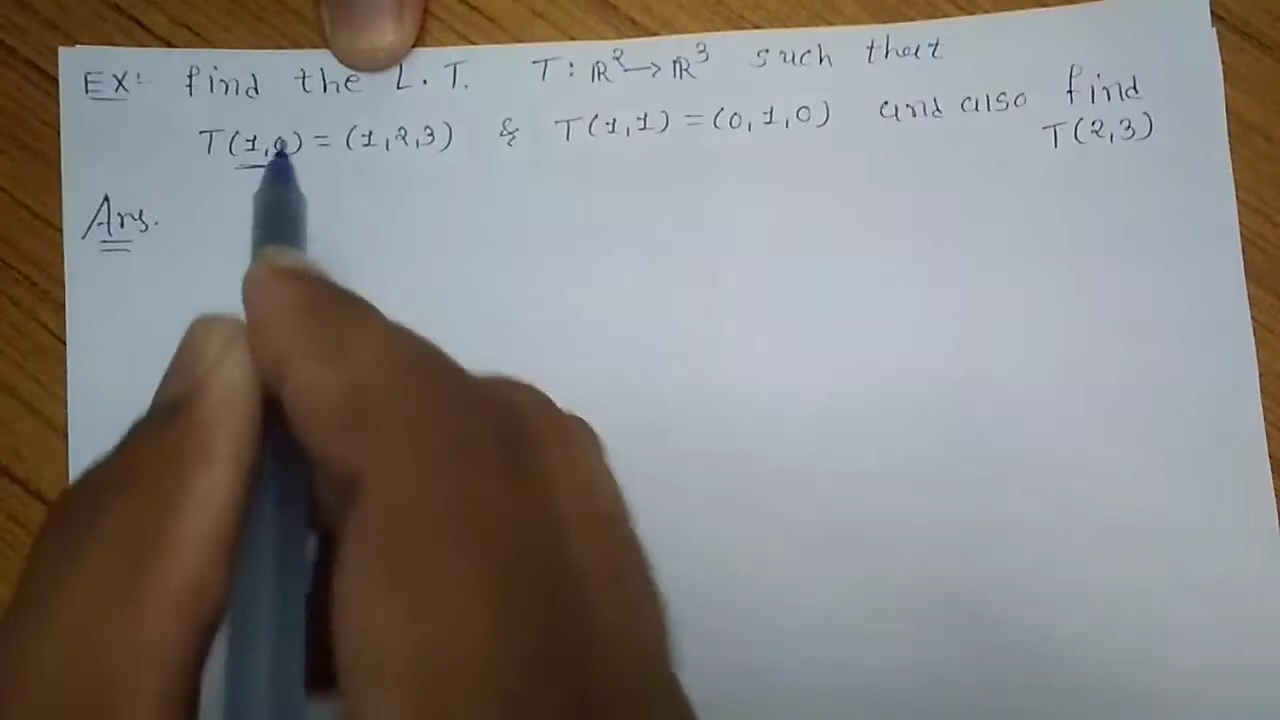 EX:- find the L.T. T: ℝ²→ℝ³ such that
T(1,0) = (1,2,3) & T(1,1) = (0,1,0) and also find
T(2,3)
Ans.